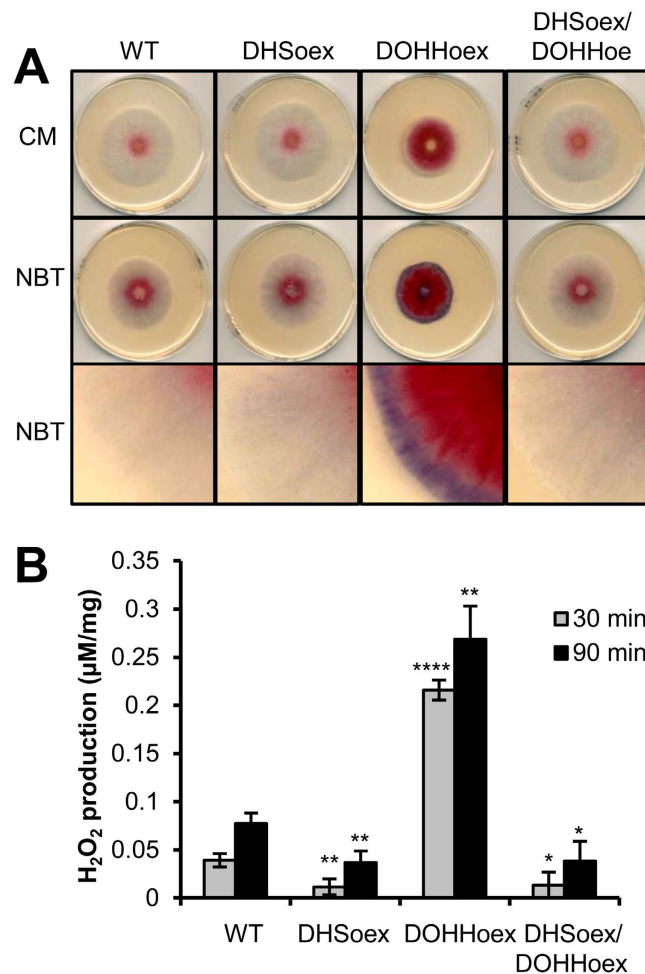 A
WT DHSoex DOHHoex DHSoex/
DOHHoe
CM
NBT
NBT
B
H₂O₂ production (µM/mg)
0.35
0.3
0.25
0.2
0.15
0.1
0.05
0
** ** **** ** * *
30 min
90 min
WT DHSoex DOHHoex DHSoex/
DOHHoex